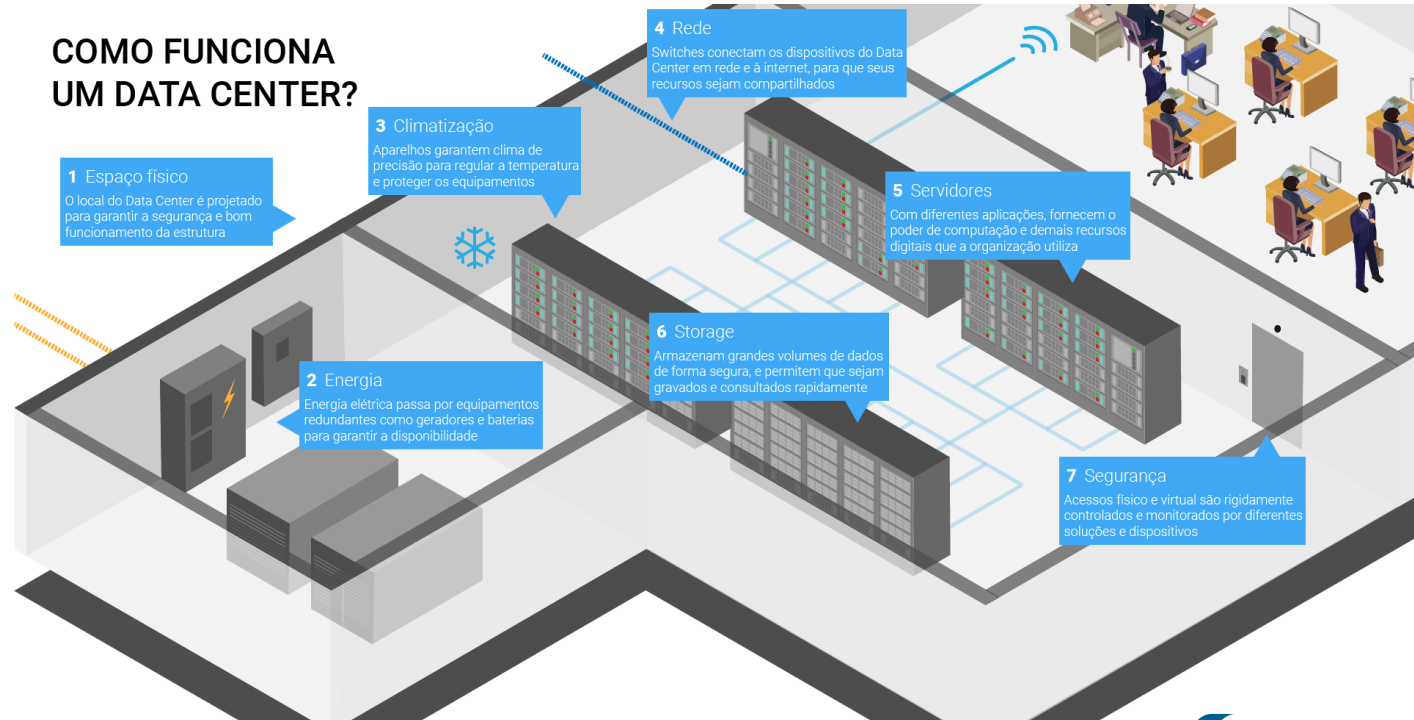 COMO FUNCIONA
UM DATA CENTER?
1 Espaço físico
O local do Data Center é projetado
para garantir a segurança e bom
funcionamento da estrutura
2 Energia
Energia elétrica passa por equipamentos
redundantes como geradores e baterias
para garantir a disponibilidade
3 Climatização
Aparelhos garantem clima de
precisão para regular a temperatura
e proteger os equipamentos
4 Rede
Switches conectam os dispositivos do Data
Center em rede e à internet, para que seus
recursos sejam compartilhados
5 Servidores
Com diferentes aplicações, fornecem o
poder de computação e demais recursos
digitais que a organização utiliza
6 Storage
Armazenam grandes volumes de dados
de forma segura, e permitem que sejam
gravados e consultados rapidamente
7 Segurança
Acessos físico e virtual são rigidamente
controlados e monitorados por diferentes
soluções e dispositivos